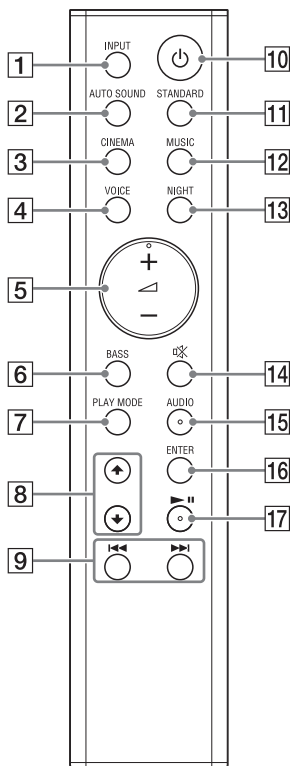 INPUT
1
10
AUTO SOUND
STANDARD
2
11
CINEMA
MUSIC
3
12
VOICE
NIGHT
4
13
+
5
–
BASS
6
14
PLAY MODE
AUDIO
7
15
ENTER
8
16
17
9